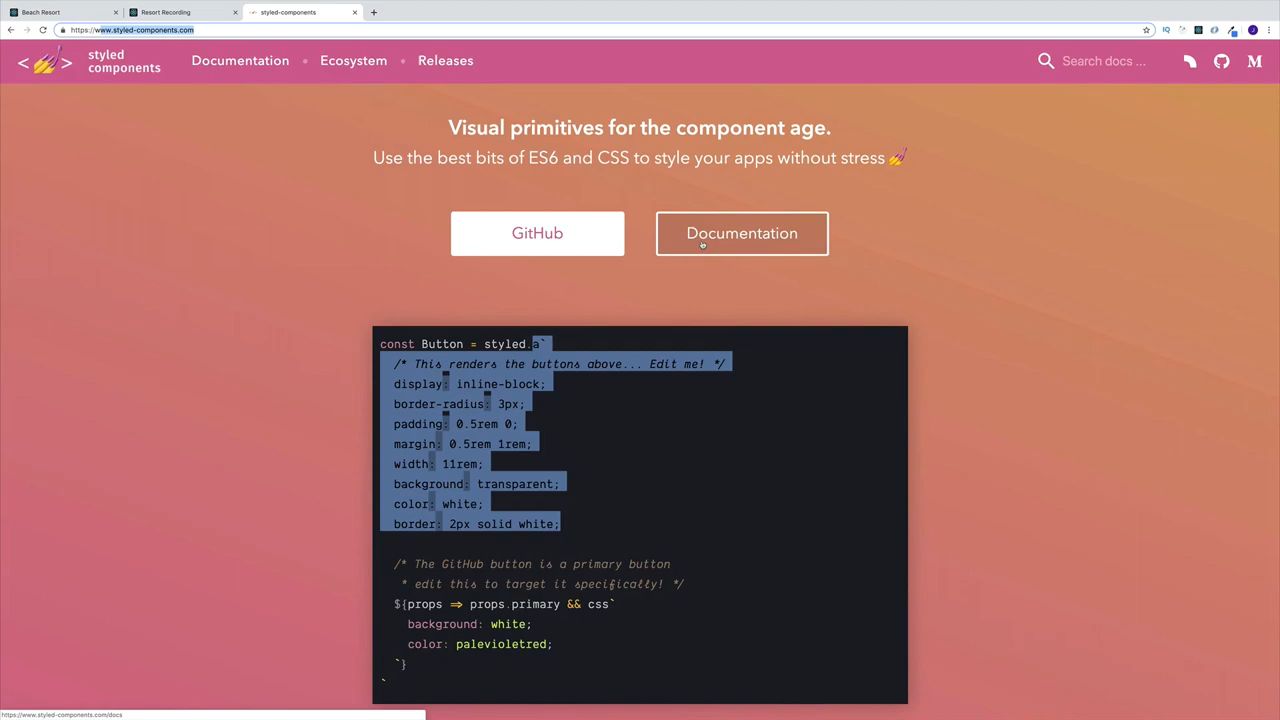 Beach Resort
Resort Recording
styled-components
https://www.styled-components.com
styled components
Documentation
Ecosystem
Releases
Search docs ...
Visual primitives for the component age.
Use the best bits of ES6 and CSS to style your apps without stress 💅
GitHub
Documentation
const Button = styled.a`
/* This renders the buttons above... Edit me! */
display: inline-block;
border-radius: 3px;
padding: 0.5rem 0;
margin: 0.5rem 1rem;
width: 11rem;
background: transparent;
color: white;
border: 2px solid white;
/* The GitHub button is a primary button
* edit this to target it specifically! */
${props => props.primary && css`
background: white;
color: palevioletred;
`}
`
https://www.styled-components.com/docs